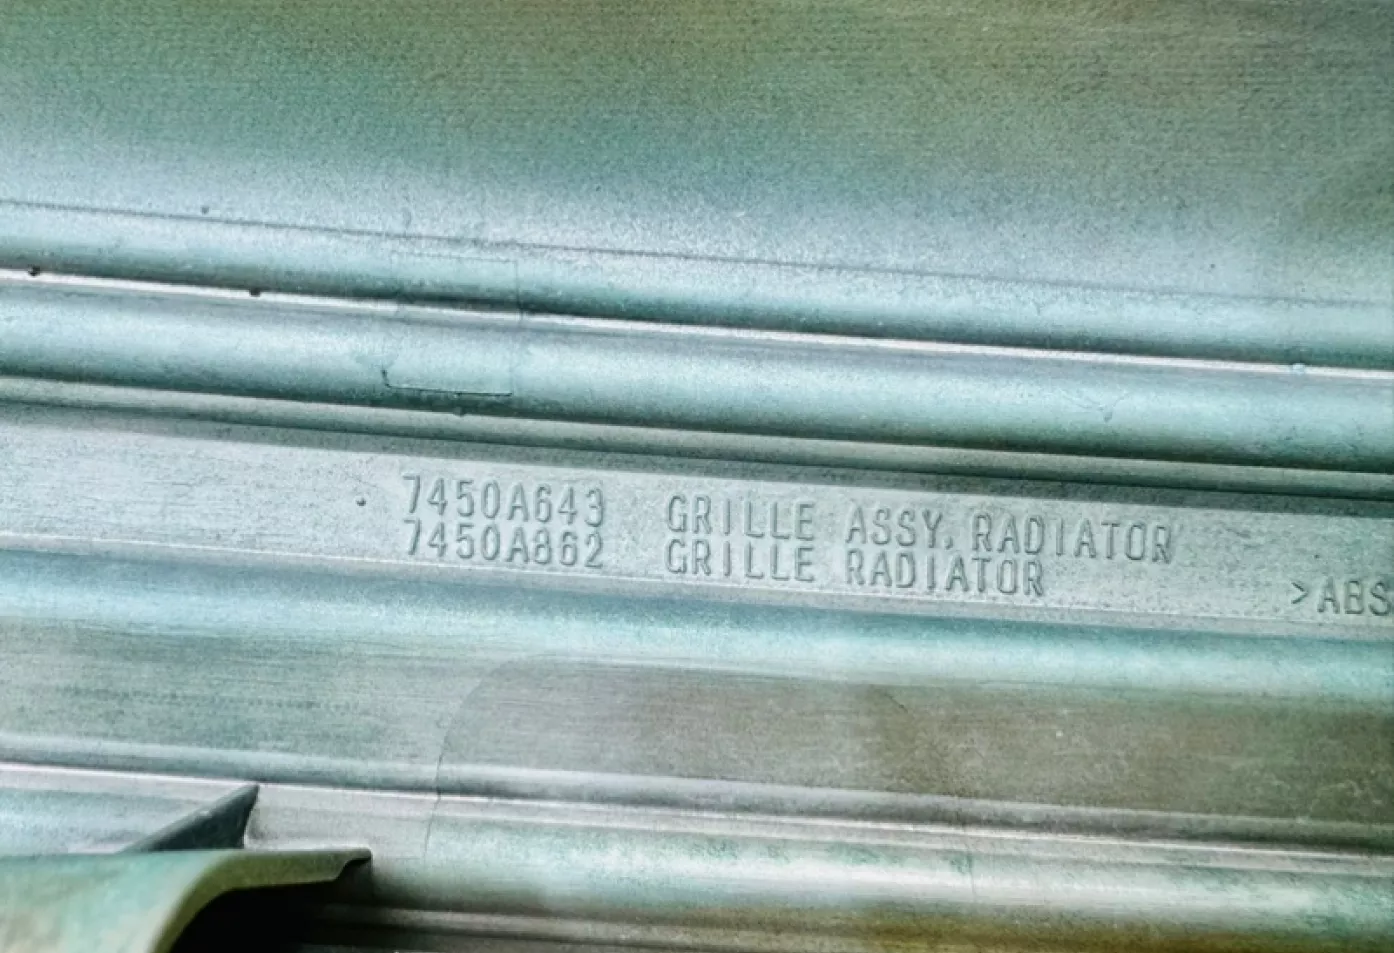 7450A643 GRILLE ASSY, RADIATOR
7450A862 GRILLE RADIATOR
>ABS